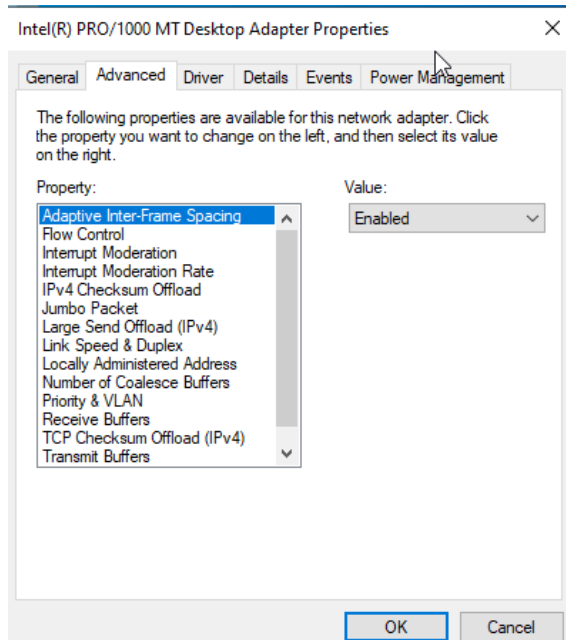 Intel(R) PRO/1000 MT Desktop Adapter Properties
General Advanced Driver Details Events Power Management
The following properties are available for this network adapter. Click
the property you want to change on the left, and then select its value
on the right.
Property:
Value:
Adaptive Inter-Frame Spacing
Enabled
Flow Control
Interrupt Moderation
Interrupt Moderation Rate
IPv4 Checksum Offload
Jumbo Packet
Large Send Offload (IPv4)
Link Speed & Duplex
Locally Administered Address
Number of Coalesce Buffers
Priority & VLAN
Receive Buffers
TCP Checksum Offload (IPv4)
Transmit Buffers
OK
Cancel